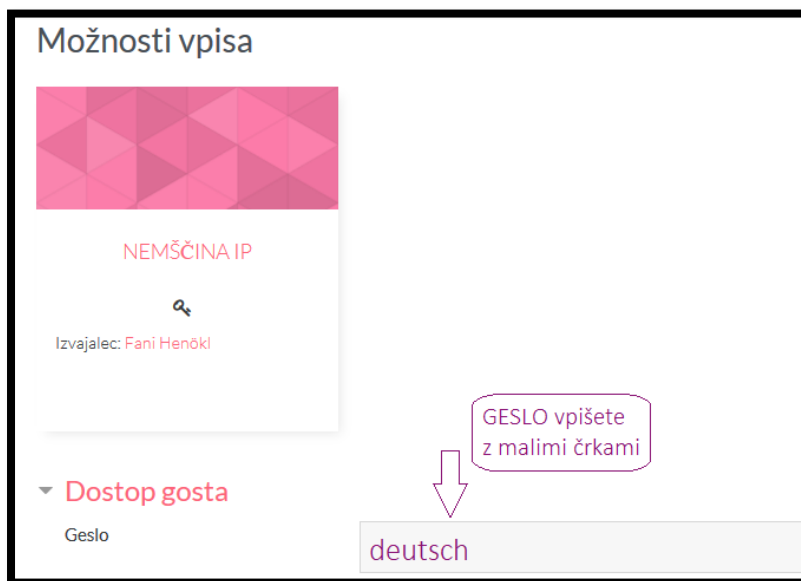 Možnosti vpisa
NEMŠČINA IP
Izvajalec: Fani Henökl
GESLO vpišete
z malimi črkami
Dostop gosta
Geslo
deutsch